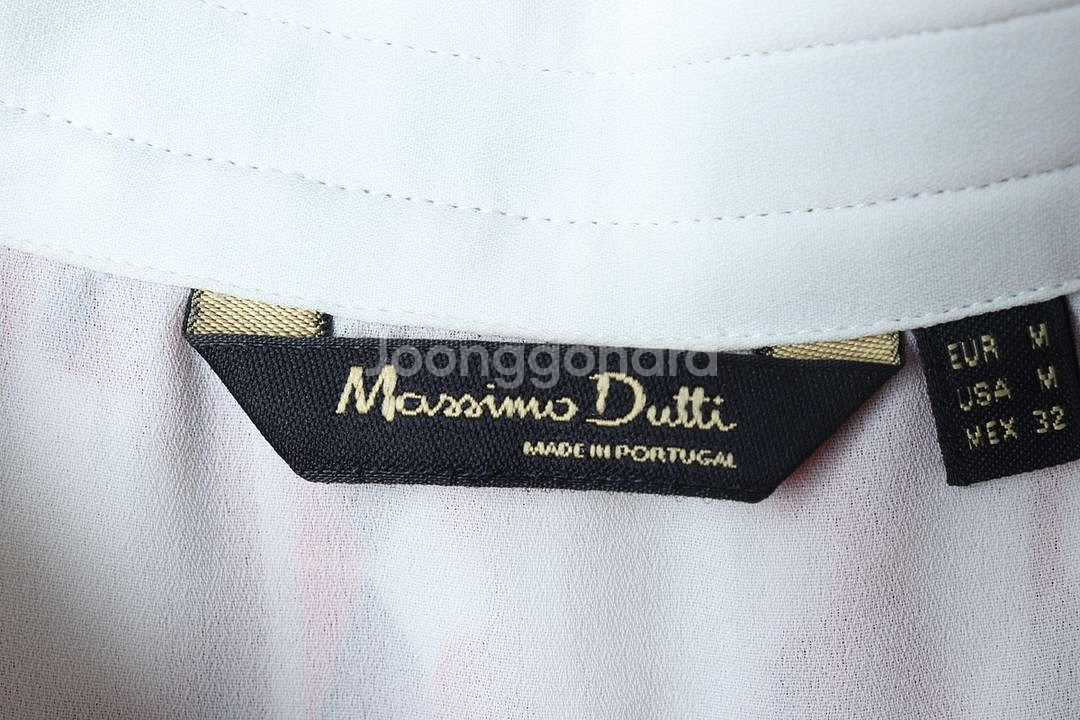 Joonggonara
Massimo Dutti
MADE IN PORTUGAL
EUR M
USA M
MEX 32